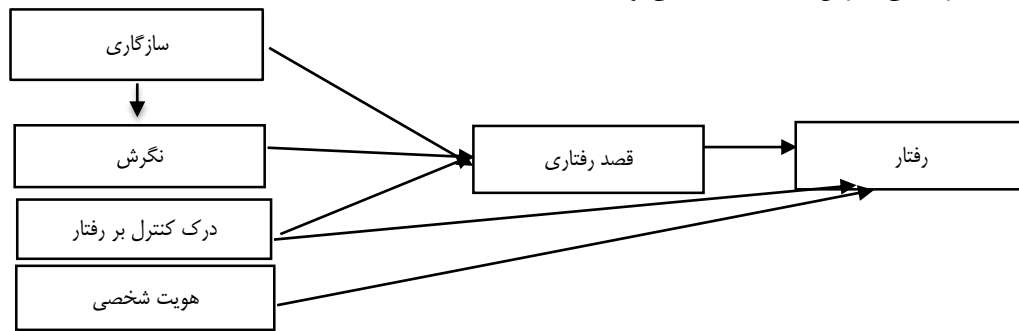 سازگاری
نگرش
قصد رفتاری
رفتار
درک کنترل بر رفتار
هویت شخصی